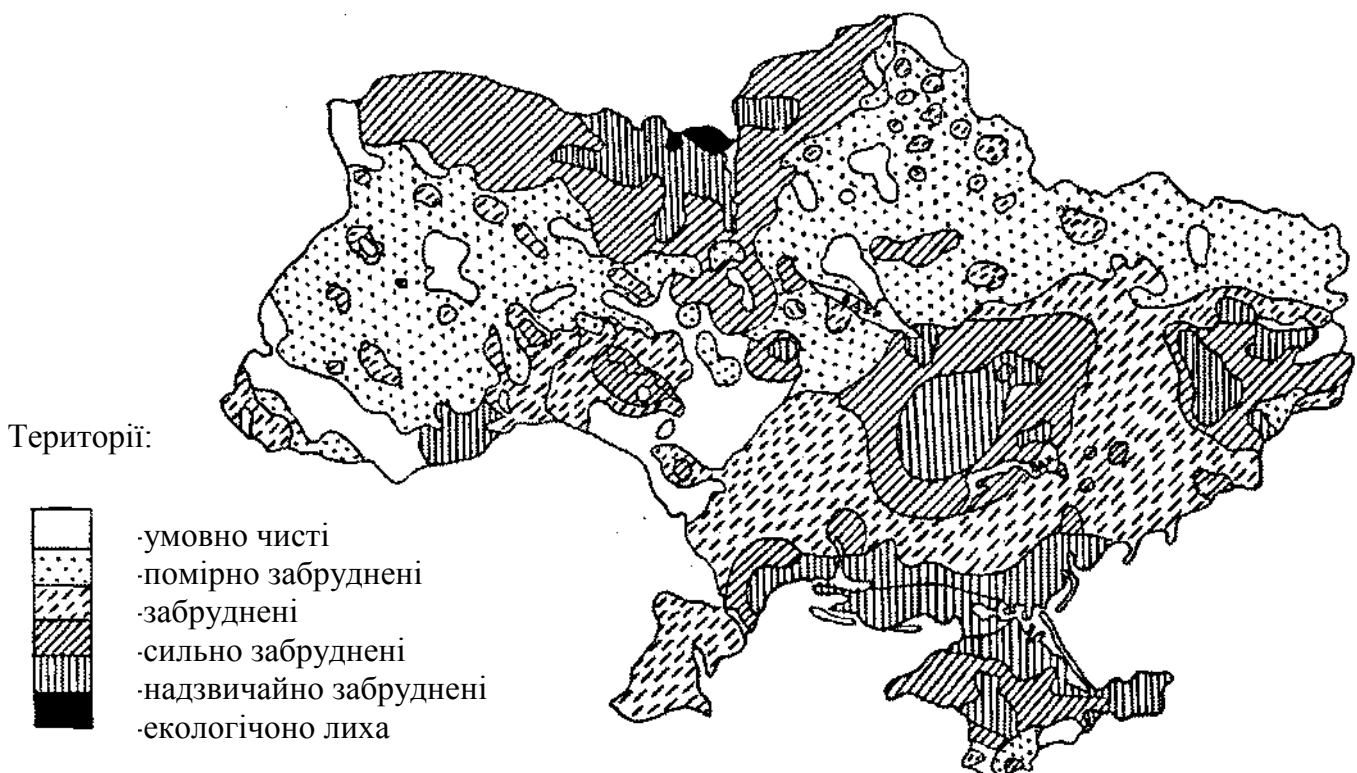 Території:
-умовно чисті
-помірно забруднені
-забруднені
-сильно забруднені
-надзвичайно забруднені
-екологічоно лиха